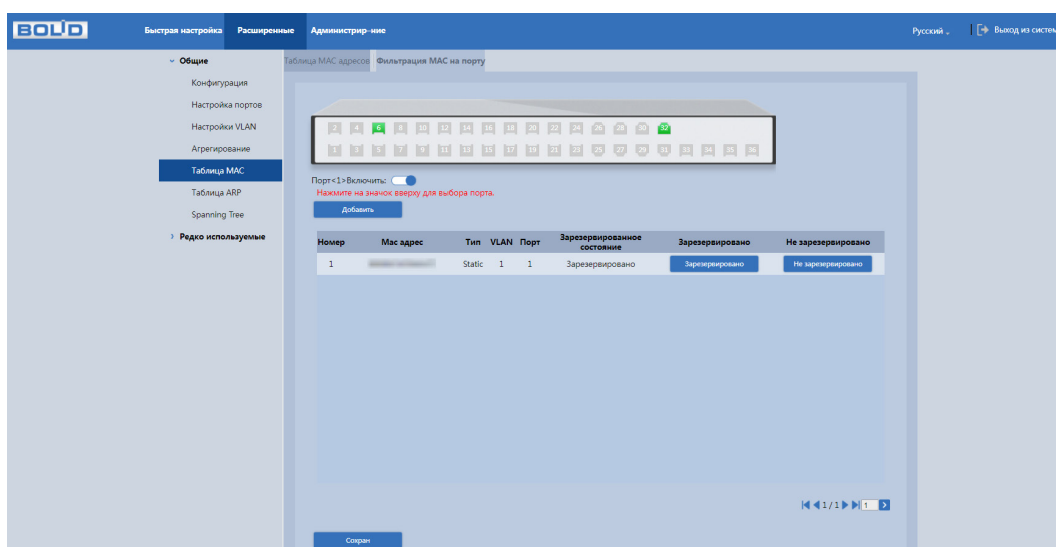 BOLID Быстрая настройка Расширенные Администрир-ние Русский Выход из систем
Общие
Таблица MAC адресов Фильтрация MAC на порту
Конфигурация
Настройка портов
Настройки VLAN
Агрегирование
Таблица MAC
Таблица ARP
Spanning Tree
Редко используемые
2 4 6 8 10 12 14 16 18 20 22 24 26 28 30 32
1 3 5 7 9 11 13 15 17 19 21 23 25 27 29 31 33 34 35 36
Порт<1>Включить:
Нажмите на значок вверху для выбора порта.
Добавить
Номер Mac адрес Тип VLAN Порт Зарезервированное состояние Зарезервировано Не зарезервировано
1 Static 1 1 Зарезервировано Зарезервировано Не зарезервировано
1 / 1 1
Сохран